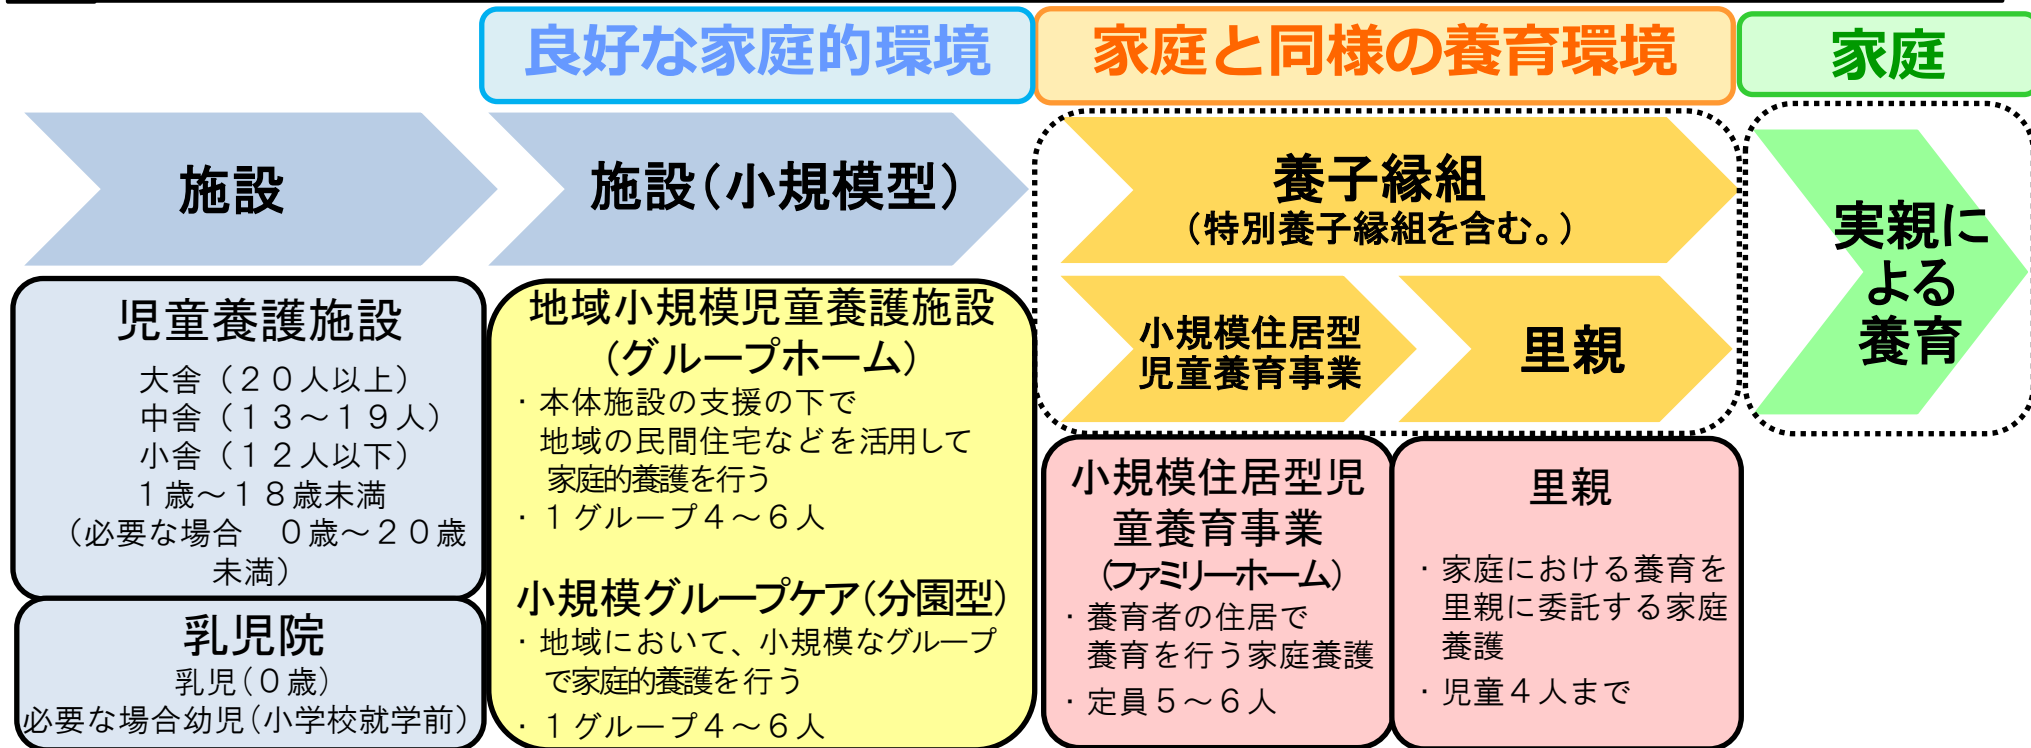 良好な家庭的環境
家庭と同様の養育環境
家庭
施設
施設（小規模型）
養子縁組
（特別養子縁組を含む。）
小規模住居型
児童養育事業
里親
実親に
よる
養育
児童養護施設
大舎（２０人以上）
中舎（１３～１９人）
小舎（１２人以下）
１歳～１８歳未満
（必要な場合　０歳～２０歳
未満）
乳児院
乳児（０歳）
必要な場合幼児（小学校就学前）
地域小規模児童養護施設
（グループホーム）
・本体施設の支援の下で
地域の民間住宅などを活用して
家庭的養護を行う
・１グループ４～６人
小規模グループケア（分園型）
・地域において、小規模なグループ
で家庭的養護を行う
・１グループ４～６人
小規模住居型児
童養育事業
（ファミリーホーム）
・養育者の住居で
養育を行う家庭養護
・定員５～６人
里親
・家庭における養育を
里親に委託する家庭
養護
・児童４人まで